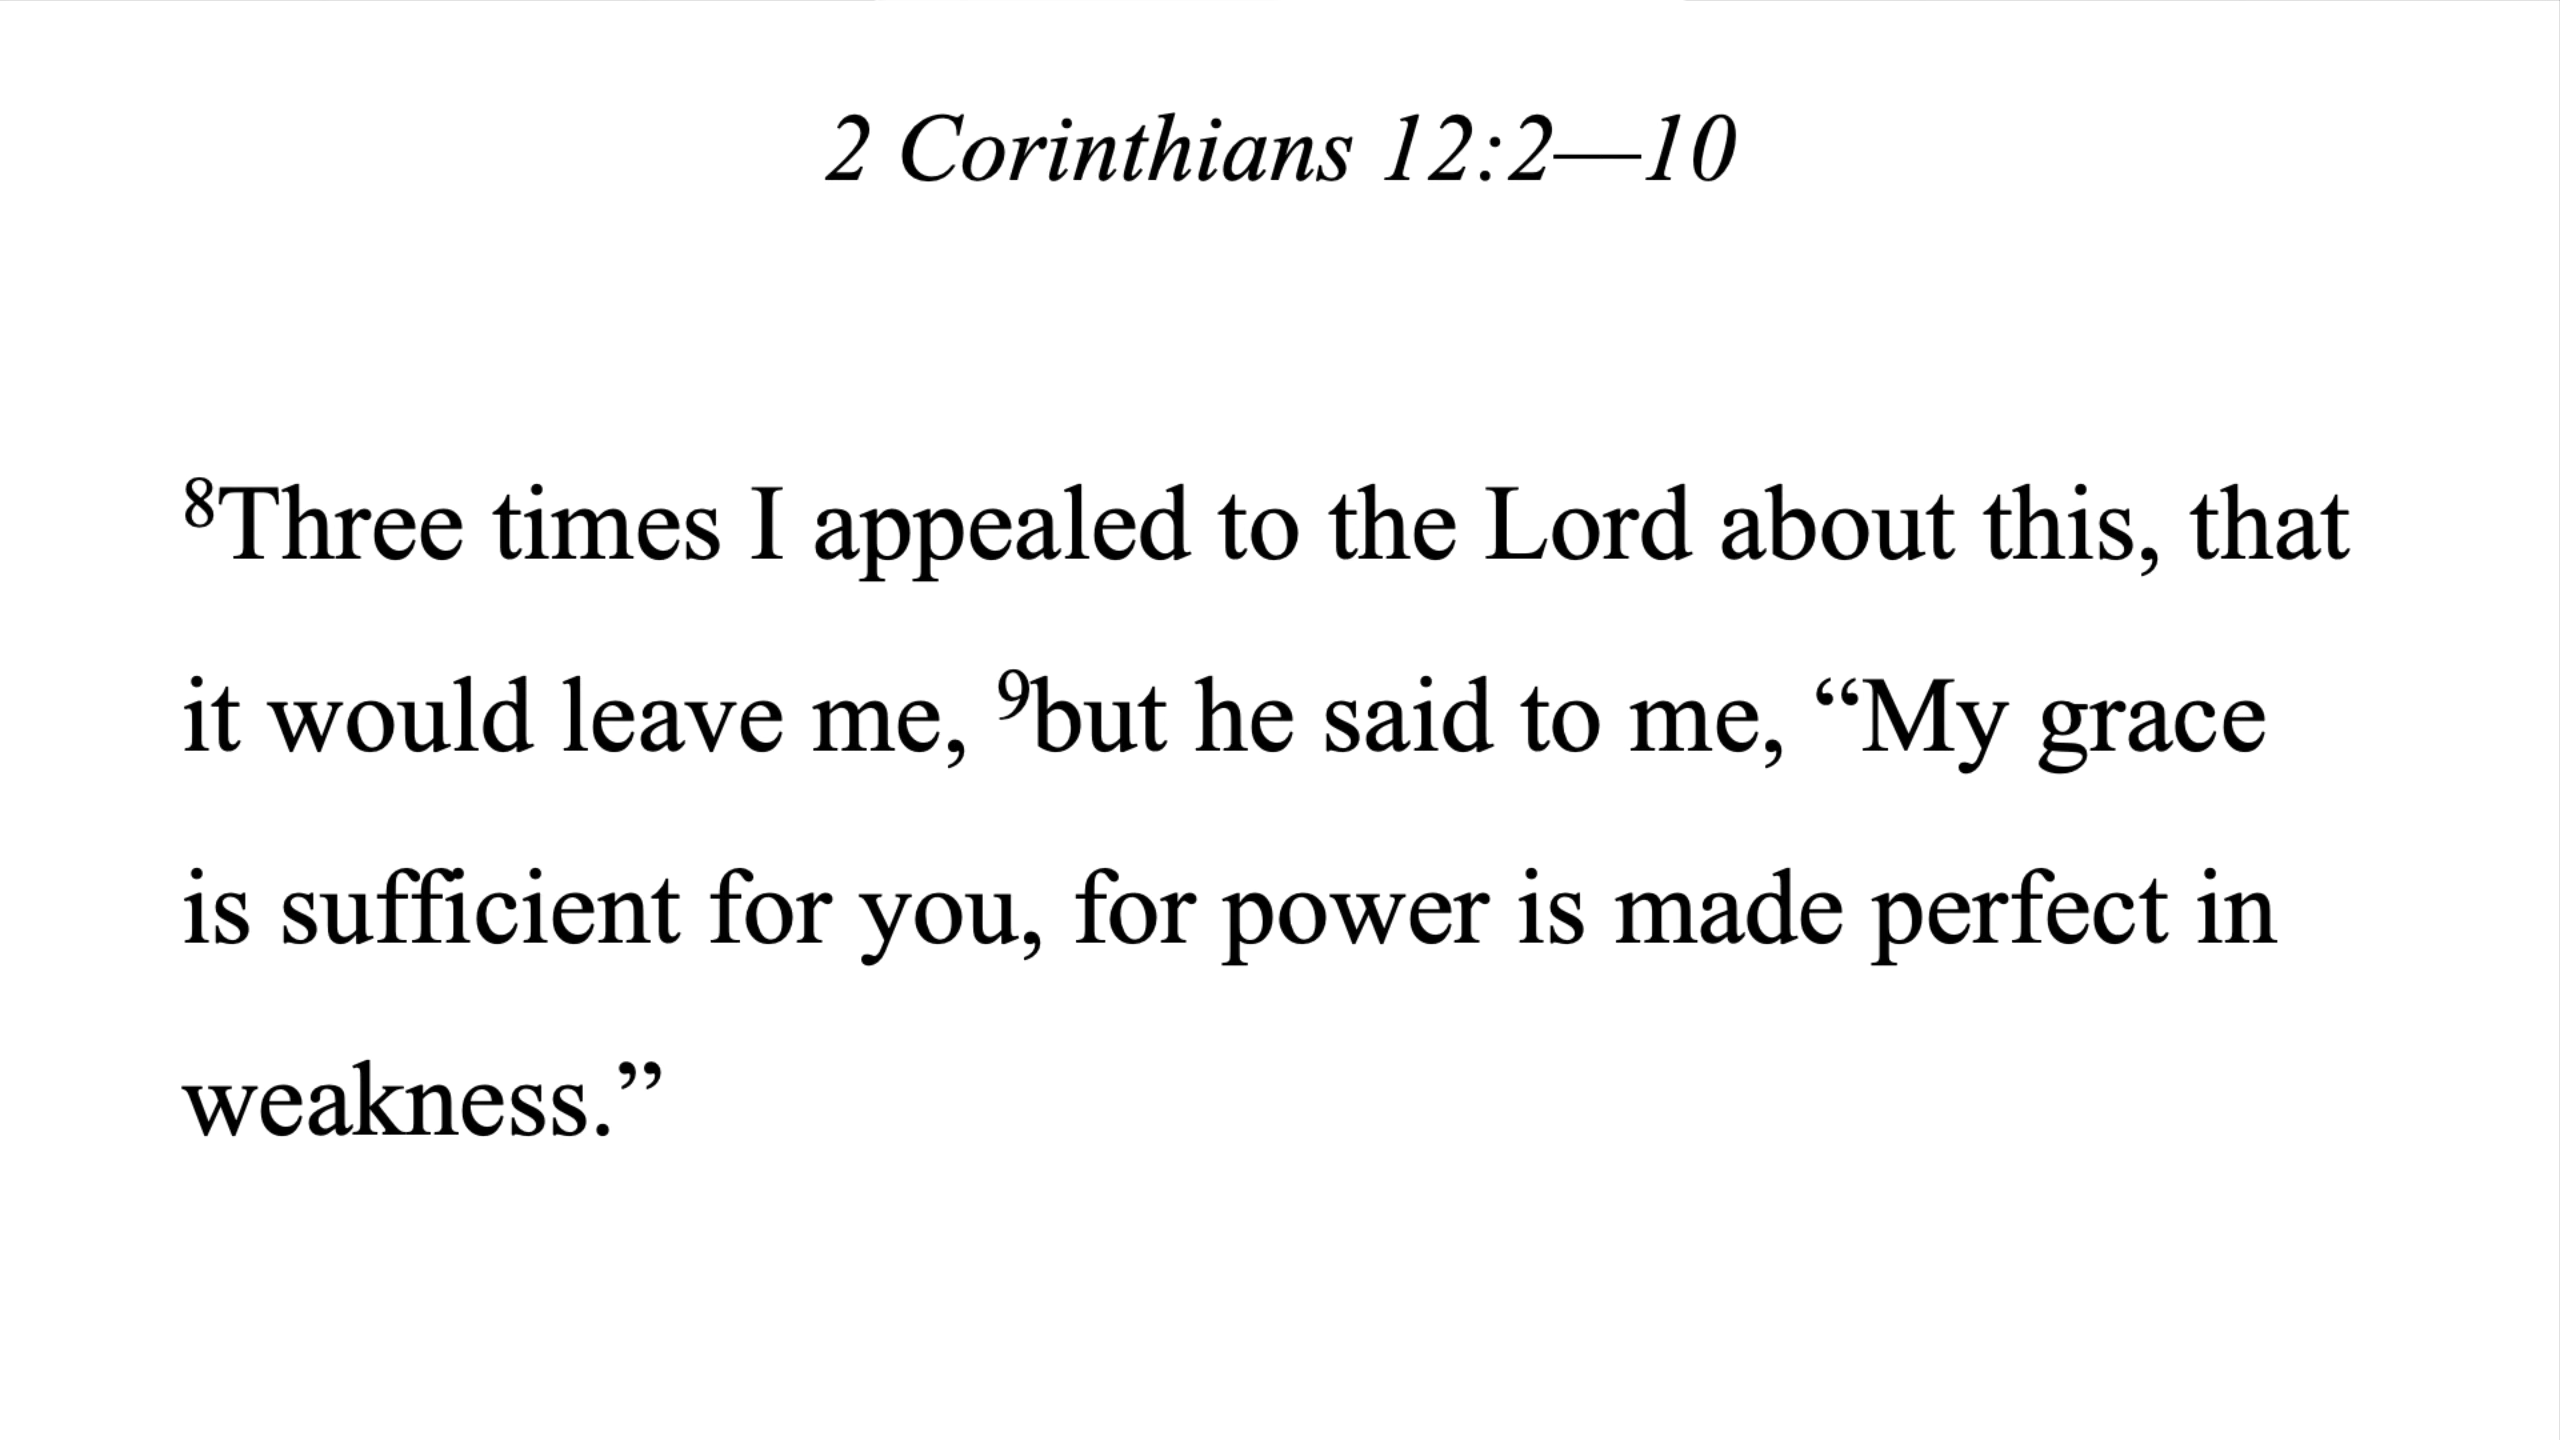 2 Corinthians 12:2—10
⁸Three times I appealed to the Lord about this, that
it would leave me, ⁹but he said to me, “My grace
is sufficient for you, for power is made perfect in
weakness.”